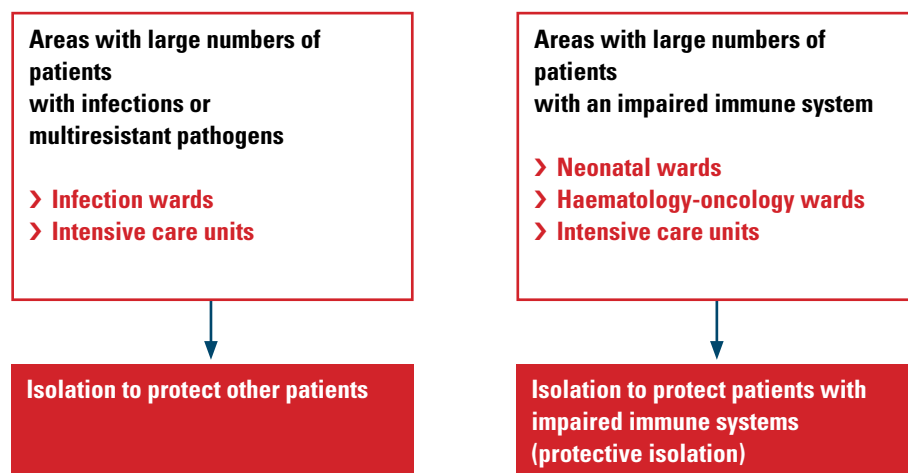 Areas with large numbers of
patients
with infections or
multiresistant pathogens
❯ Infection wards
❯ Intensive care units
Isolation to protect other patients
Areas with large numbers of
patients
with an impaired immune system
❯ Neonatal wards
❯ Haematology-oncology wards
❯ Intensive care units
Isolation to protect patients with
impaired immune systems
(protective isolation)